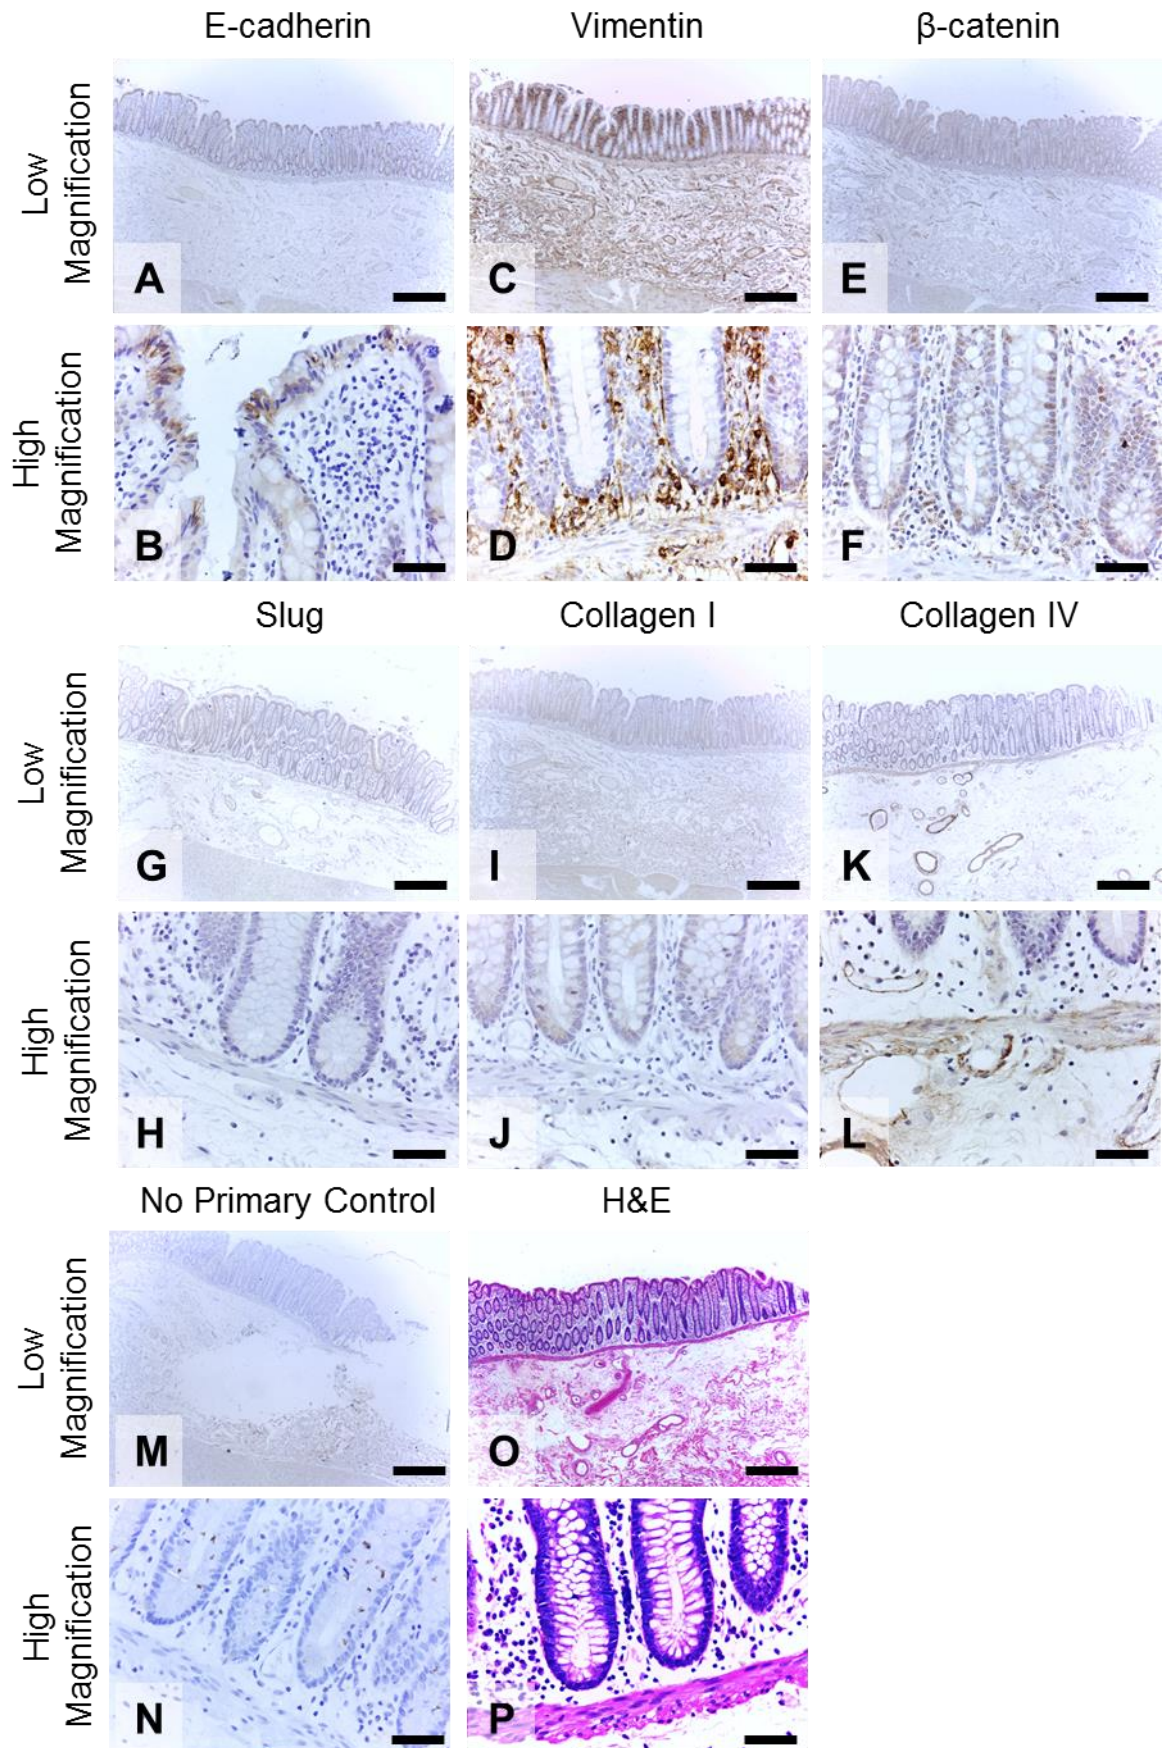 E-cadherin Vimentin β-catenin
Low
Magnification
A C E
High
Magnification
B D F
Slug Collagen I Collagen IV
Low
Magnification
G I K
High
Magnification
H J L
No Primary Control H&E
Low
Magnification
M O
High
Magnification
N P